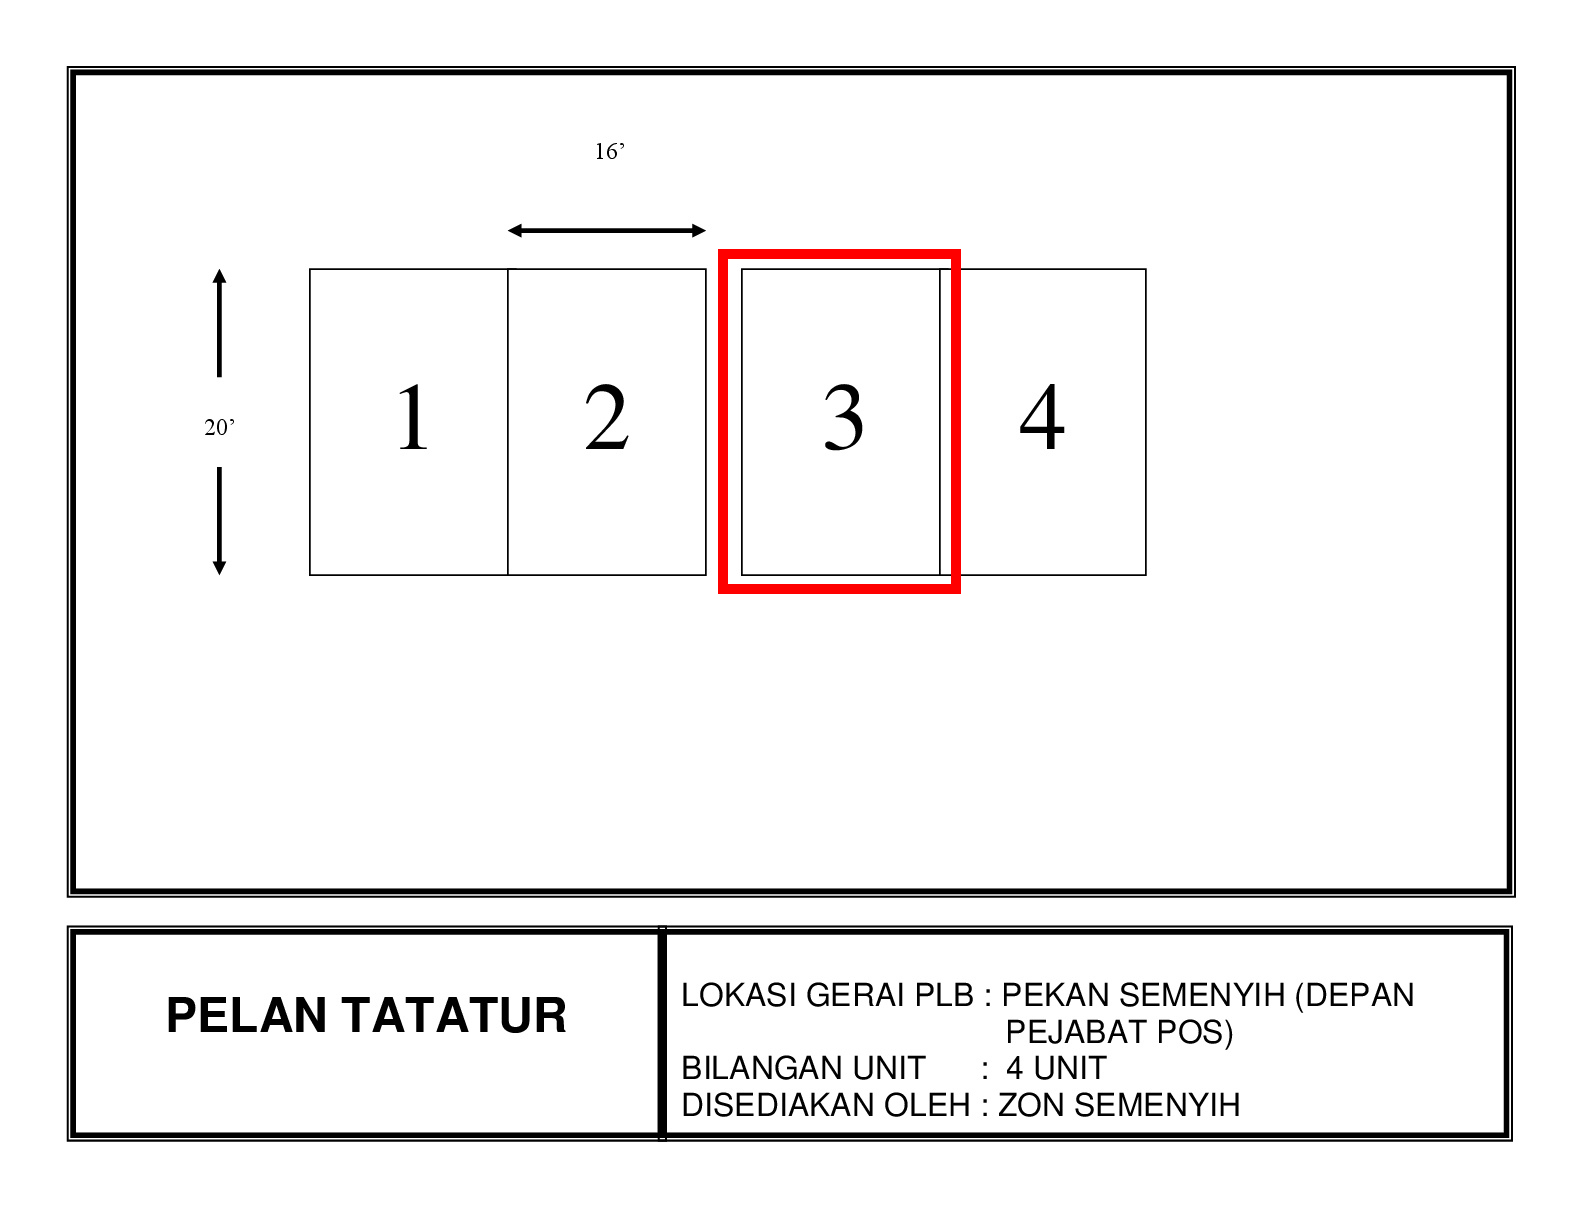 16’
20’
1 2 3 4
PELAN TATATUR
LOKASI GERAI PLB : PEKAN SEMENYIH (DEPAN
PEJABAT POS)
BILANGAN UNIT : 4 UNIT
DISEDIAKAN OLEH : ZON SEMENYIH